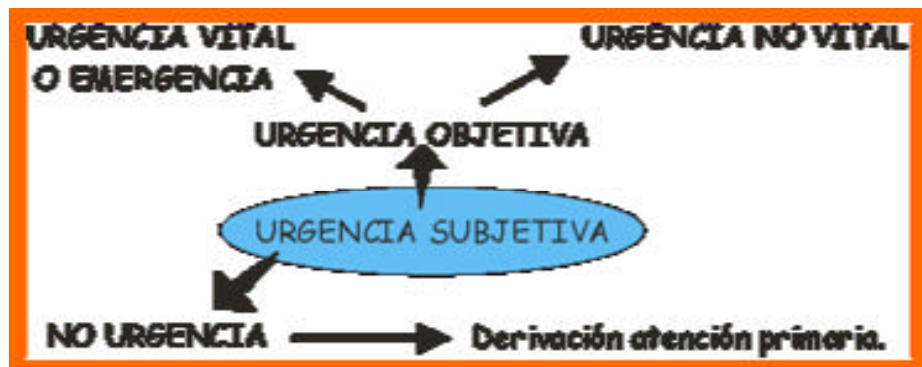 URGENCIA VITAL
O EMERGENCIA
URGENCIA NO VITAL
URGENCIA OBJETIVA
URGENCIA SUBJETIVA
NO URGENCIA
Derivación atención primaria.